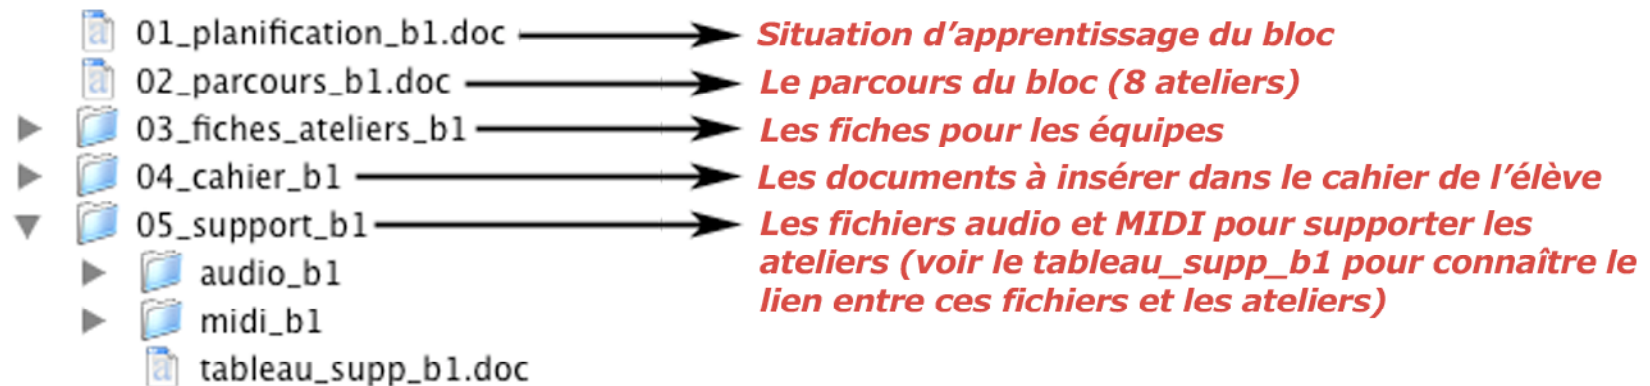 01_planification_b1.doc Situation d’apprentissage du bloc
02_parcours_b1.doc Le parcours du bloc (8 ateliers)
03_fiches_ateliers_b1 Les fiches pour les équipes
04_cahier_b1 Les documents à insérer dans le cahier de l’élève
05_support_b1 Les fichiers audio et MIDI pour supporter les
ateliers (voir le tableau_supp_b1 pour connaître le
lien entre ces fichiers et les ateliers)
audio_b1
midi_b1
tableau_supp_b1.doc